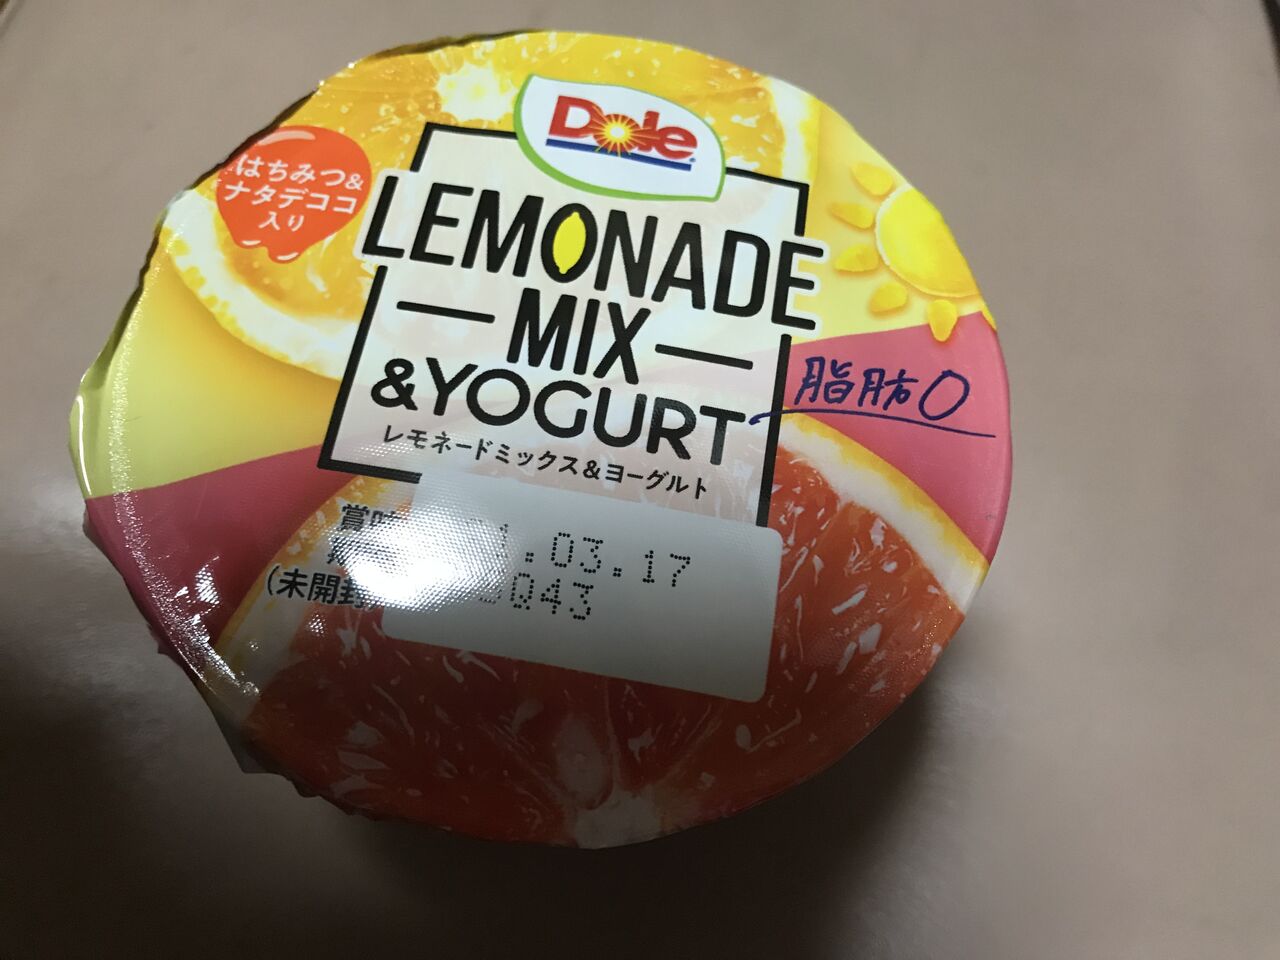 Dole
はちみつ&
ナタデココ
入り
LEMONADE
MIX
&YOGURT
脂肪0
レモネードミックス&ヨーグルト
賞味
1.03.17
(未開封
Q43